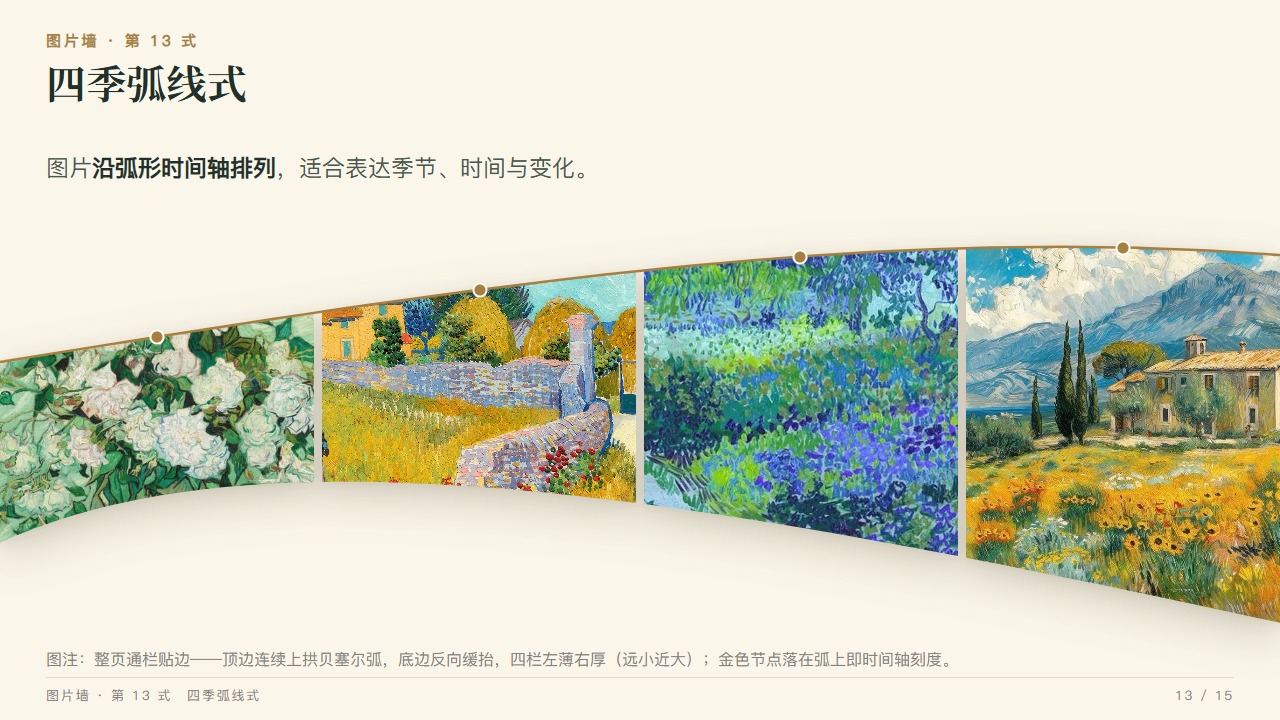 图片墙 · 第 13 式
四季弧线式
图片沿弧形时间轴排列，适合表达季节、时间与变化。
图注：整页通栏贴边——顶边连续上拱贝塞尔弧，底边反向缓抬，四栏左薄右厚（远小近大）；金色节点落在弧上即时间轴刻度。
图片墙 · 第 13 式　四季弧线式
13 / 15